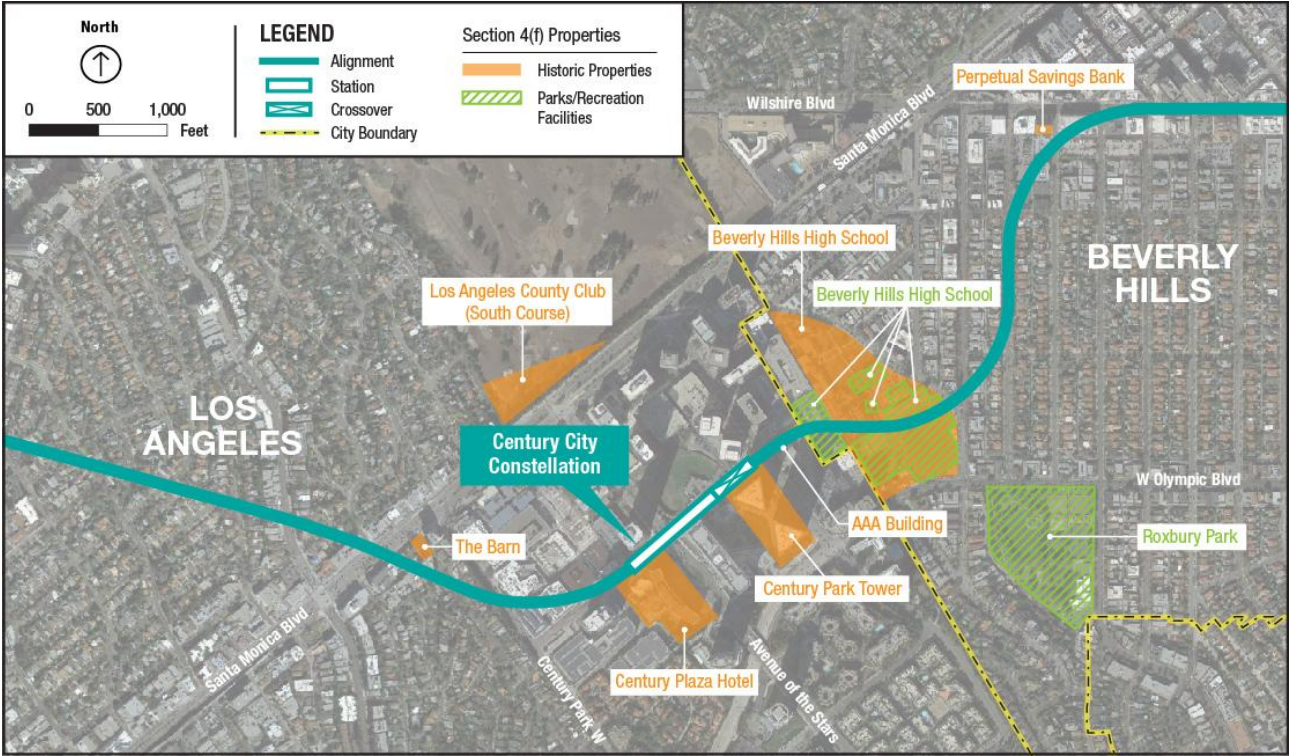 North
0 500 1,000
Feet
LEGEND
Alignment
Station
Crossover
City Boundary
Section 4(f) Properties
Historic Properties
Parks/Recreation
Facilities
Perpetual Savings Bank
Wilshire Blvd
Santa Monica Blvd
Beverly Hills High School
BEVERLY
HILLS
Los Angeles County Club
(South Course)
Beverly Hills High School
LOS
ANGELES
Century City
Constellation
W Olympic Blvd
AAA Building
Roxbury Park
The Barn
Century Park Tower
Santa Monica Blvd
Century Park W
Century Plaza Hotel
Avenue of the Stars